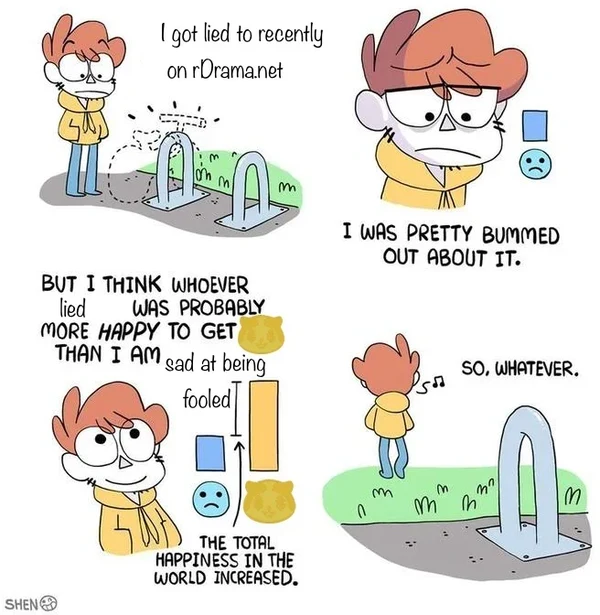 I got lied to recently
on rDrama.net
I WAS PRETTY BUMMED
OUT ABOUT IT.
BUT I THINK WHOEVER
lied WAS PROBABLY
MORE HAPPY TO GET
THAN I AM sad at being
fooled
THE TOTAL
HAPPINESS IN THE
WORLD INCREASED.
SO, WHATEVER.
SHEN